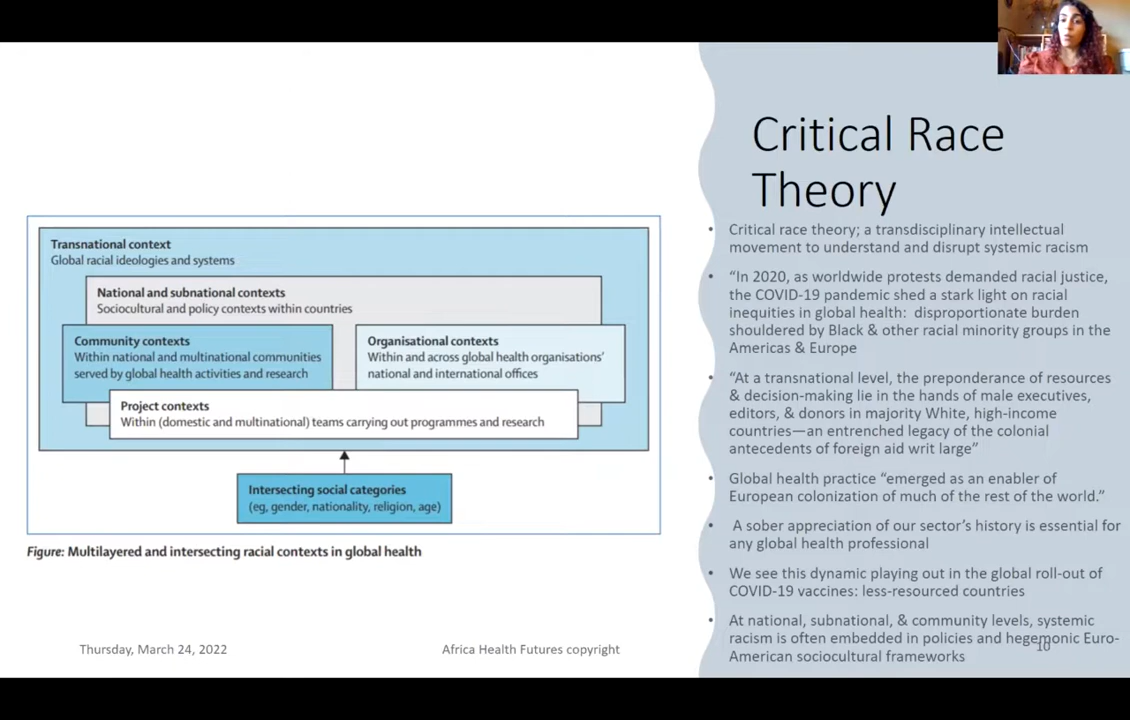 Critical Race
Theory
Transnational context
Global racial ideologies and systems
National and subnational contexts
Sociocultural and policy contexts within countries
Community contexts
Within national and multinational communities
served by global health activities and research
Organisational contexts
Within and across global health organisations'
national and international offices
Project contexts
Within (domestic and multinational) teams carrying out programmes and research
Intersecting social categories
(eg, gender, nationality, religion, age)
Figure: Multilayered and intersecting racial contexts in global health
• Critical race theory; a transdisciplinary intellectual
movement to understand and disrupt systemic racism
• “In 2020, as worldwide protests demanded racial justice,
the COVID-19 pandemic shed a stark light on racial
inequities in global health: disproportionate burden
shouldered by Black & other racial minority groups in the
Americas & Europe
• “At a transnational level, the preponderance of resources
& decision-making lie in the hands of male executives,
editors, & donors in majority White, high-income
countries—an entrenched legacy of the colonial
antecedents of foreign aid writ large”
• Global health practice “emerged as an enabler of
European colonization of much of the rest of the world.”
• A sober appreciation of our sector’s history is essential for
any global health professional
• We see this dynamic playing out in the global roll-out of
COVID-19 vaccines: less-resourced countries
• At national, subnational, & community levels, systemic
racism is often embedded in policies and hegemonic Euro-
American sociocultural frameworks
Thursday, March 24, 2022
Africa Health Futures copyright
10